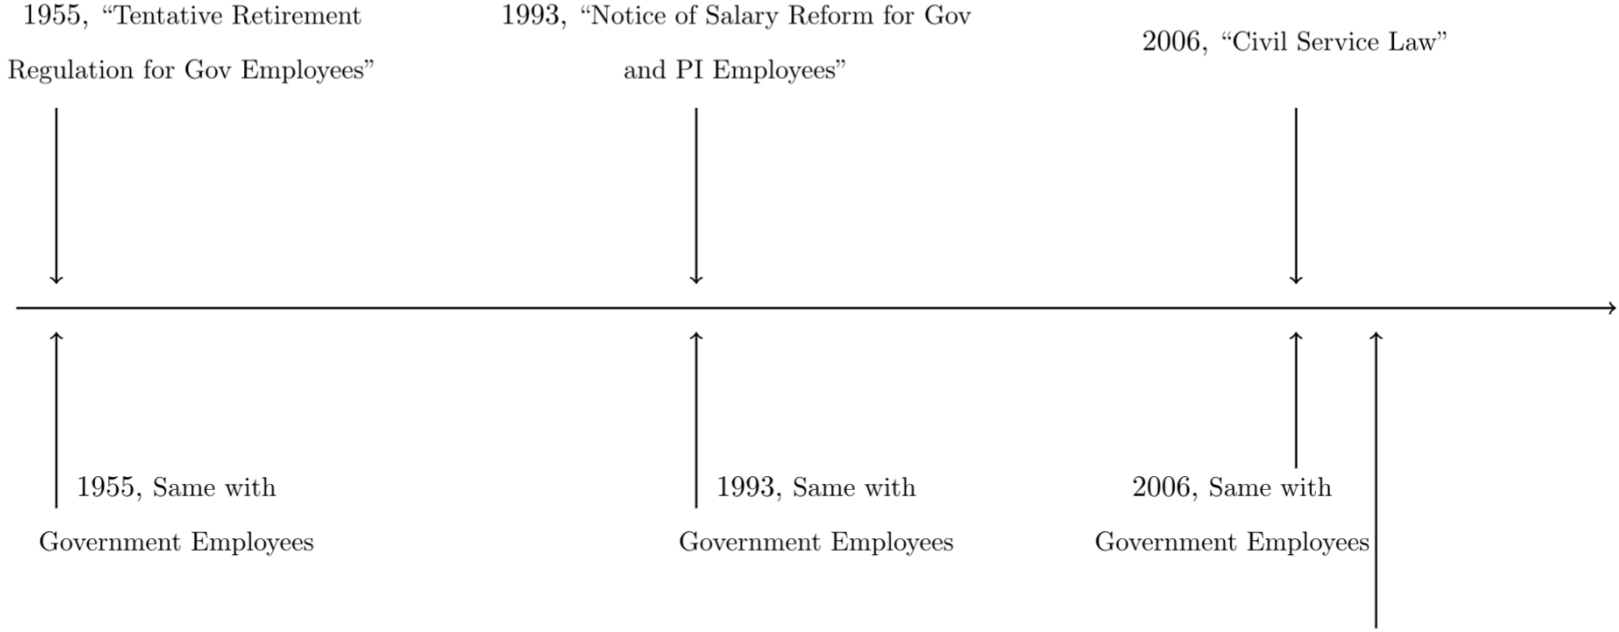 1955, “Tentative Retirement
Regulation for Gov Employees”
1993, “Notice of Salary Reform for Gov
and PI Employees”
2006, “Civil Service Law”
1955, Same with
Government Employees
1993, Same with
Government Employees
2006, Same with
Government Employees